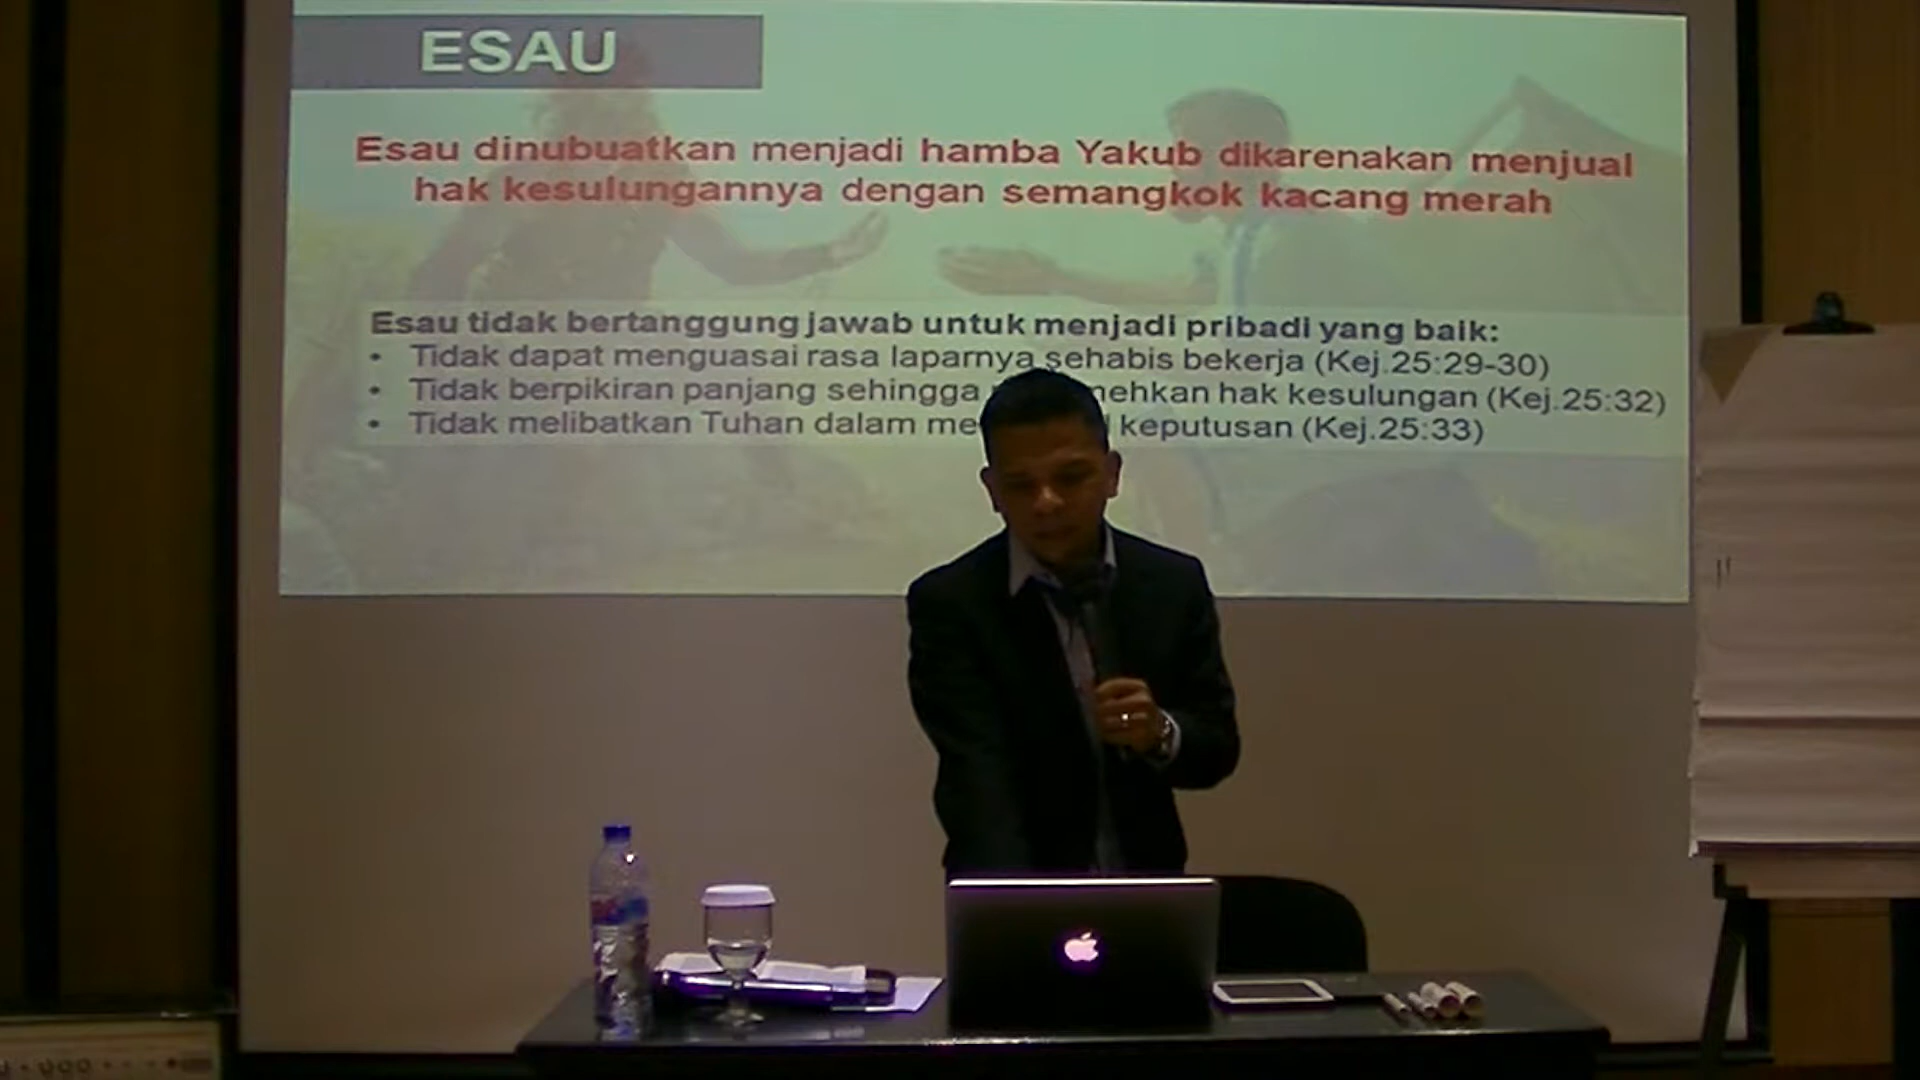 ESAU
Esau dinubuatkan menjadi hamba Yakub dikarenakan menjual
hak kesulungannya dengan semangkok kacang merah
Esau tidak bertanggung jawab untuk menjadi pribadi yang baik:
• Tidak dapat menguasai rasa laparnya sehabis bekerja (Kej.25:29-30)
• Tidak berpikiran panjang sehingga hak kesulungan (Kej.25:32)
• Tidak melibatkan Tuhan dalam keputusan (Kej.25:33)